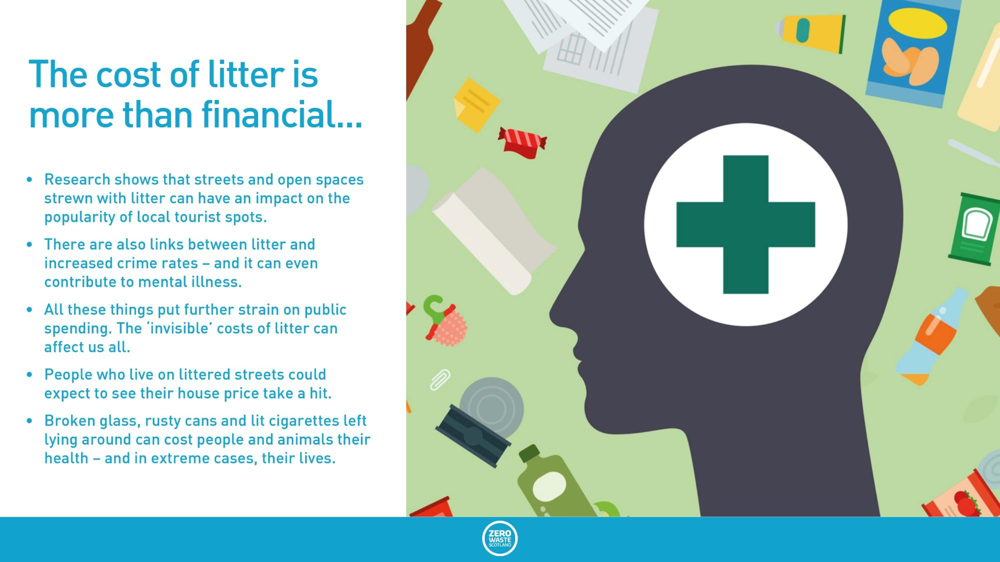 The cost of litter is
more than financial...
• Research shows that streets and open spaces
strewn with litter can have an impact on the
popularity of local tourist spots.
• There are also links between litter and
increased crime rates – and it can even
contribute to mental illness.
• All these things put further strain on public
spending. The ‘invisible’ costs of litter can
affect us all.
• People who live on littered streets could
expect to see their house price take a hit.
• Broken glass, rusty cans and lit cigarettes left
lying around can cost people and animals their
health – and in extreme cases, their lives.
ZERO
WASTE
SCOTLAND